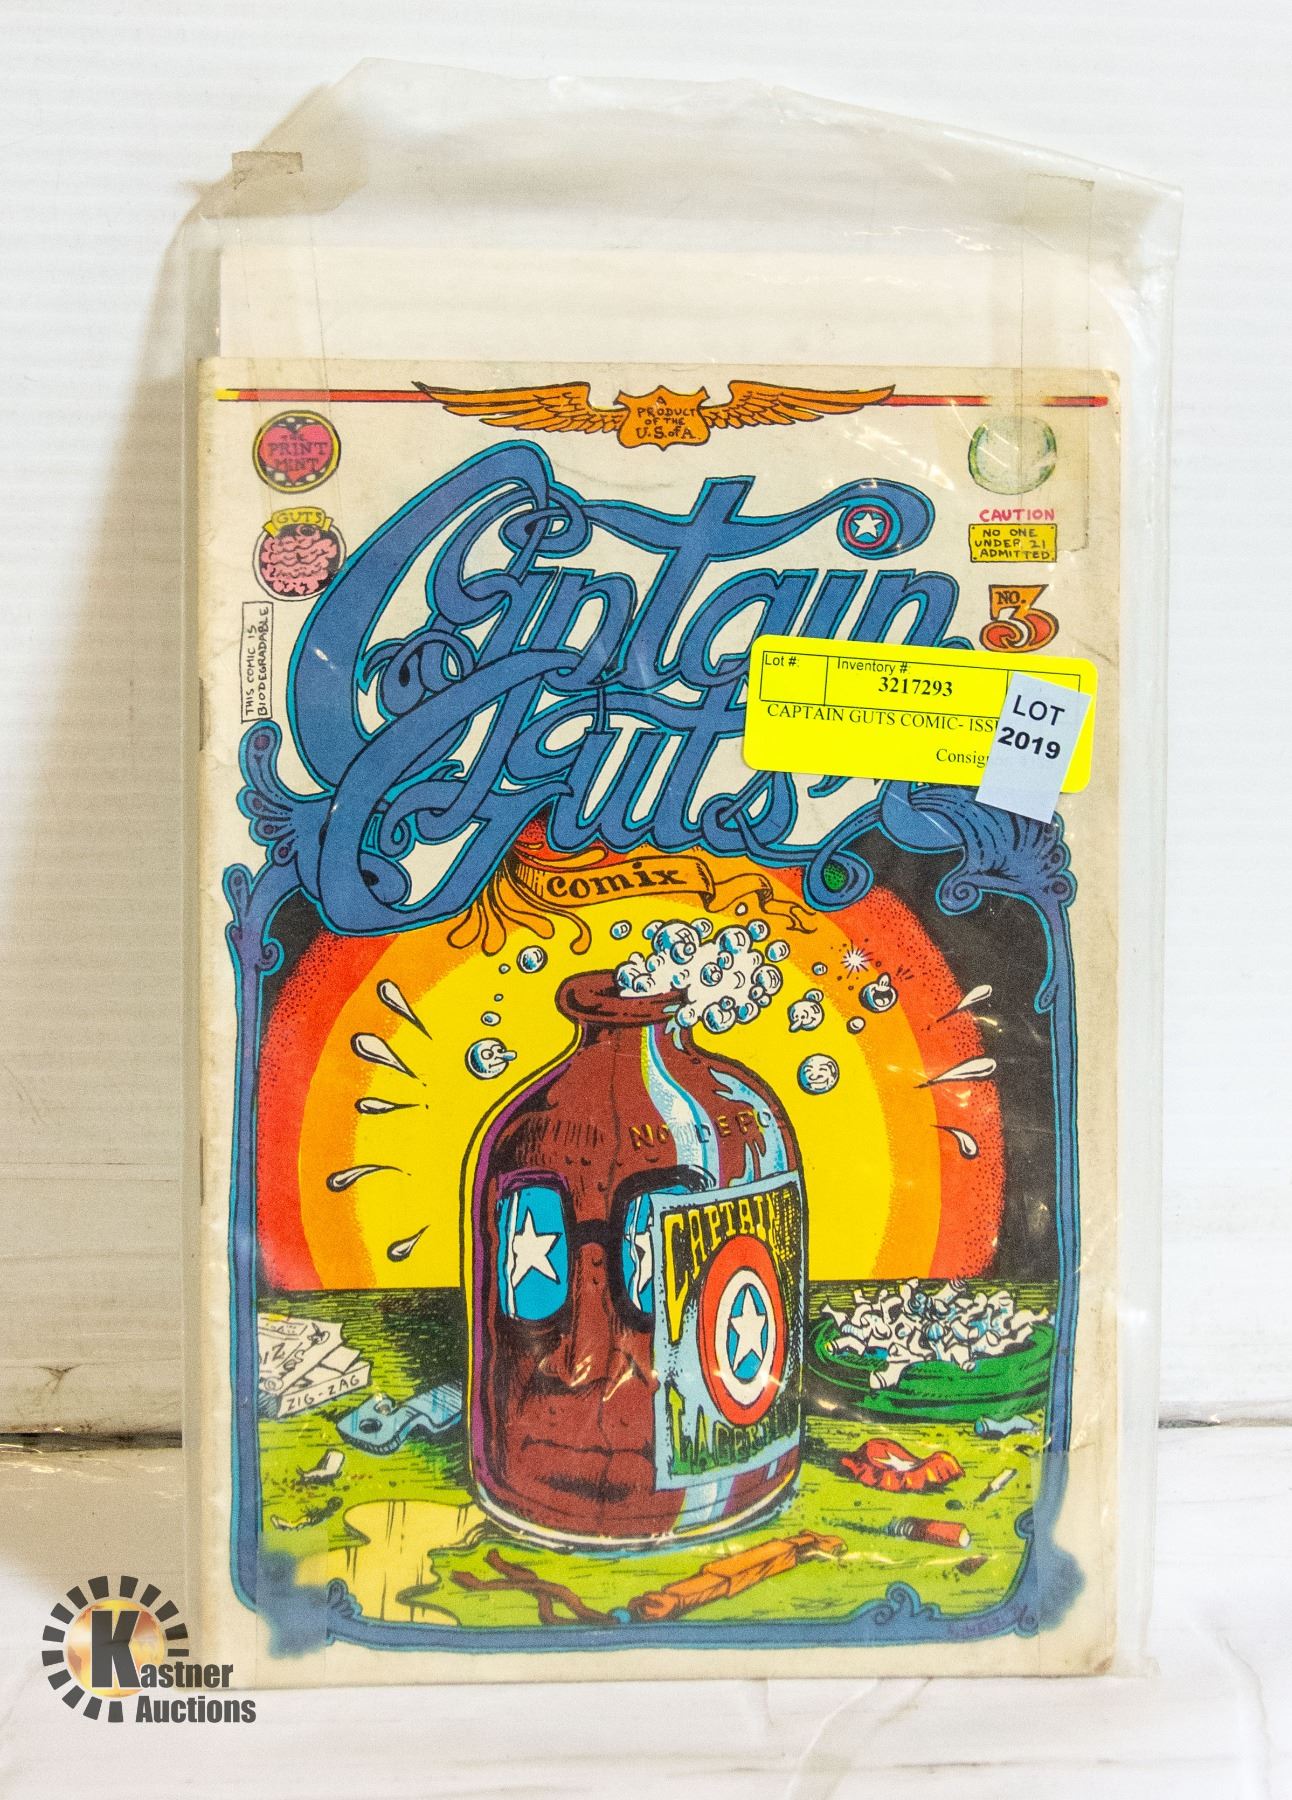 A
PRODUCT
OF THE
U.S. of A.
THE
PRINT
MINT
GUTS
THIS COMIC IS
BIODEGRADABLE
CAUTION
NO ONE
UNDER 21
ADMITTED
NO.
3
Captain
Guts
comix
Lot #:
Inventory #:
3217293
CAPTAIN GUTS COMIC- ISS
Consig
LOT
2019
NO DEPO
CAPTAIN
LAGER
ZIG-ZAG
Kastner
Auctions